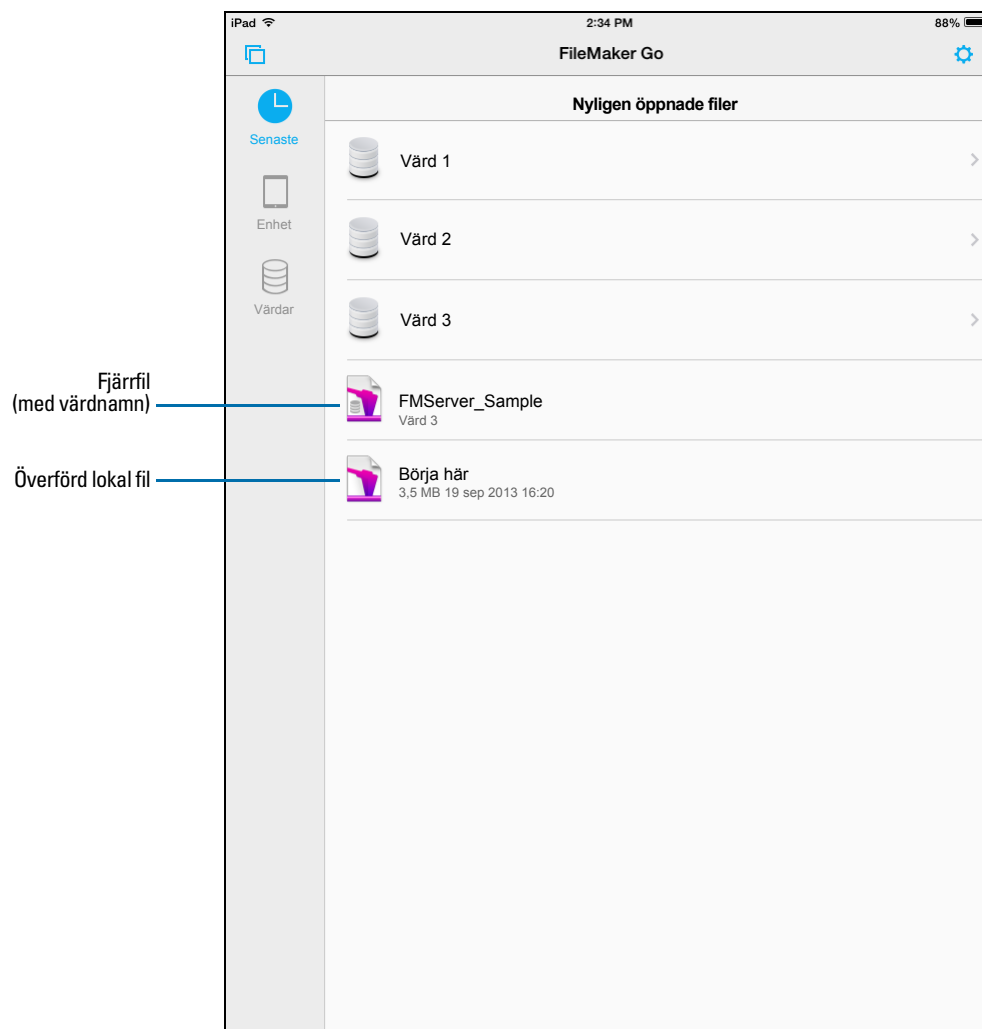 iPad 2:34 PM 88%
FileMaker Go
Nyligen öppnade filer
Senaste
Enhet
Värdar
Värd 1
Värd 2
Värd 3
Fjärrfil
(med värdnamn)
FMServer_Sample
Värd 3
Överförd lokal fil
Börja här
3,5 MB 19 sep 2013 16:20